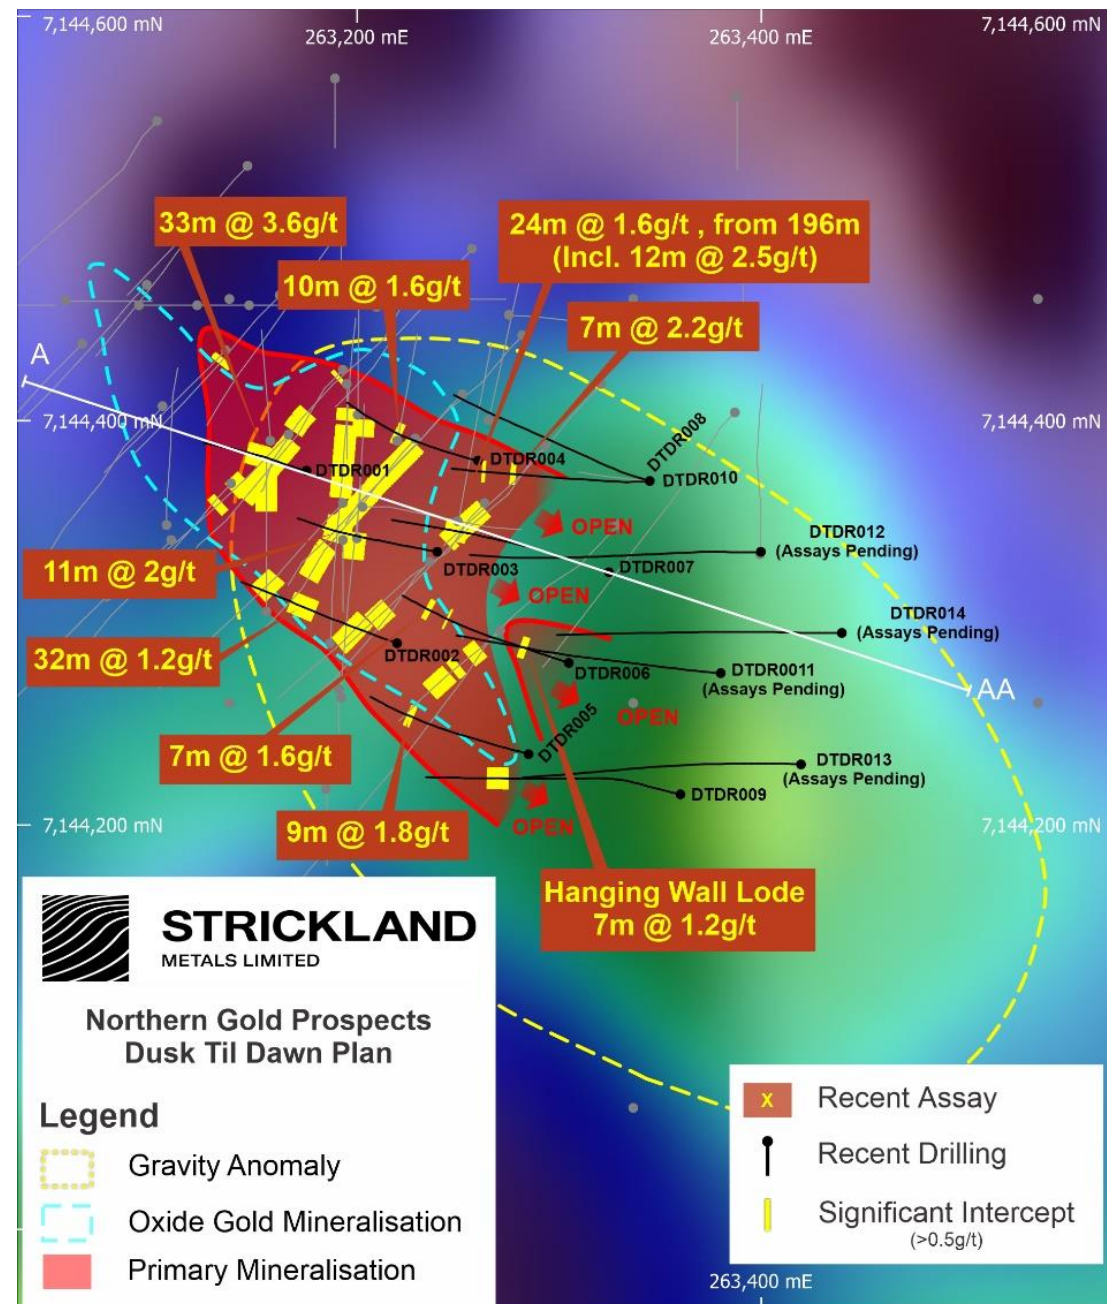 7,144,600 mN
263,200 mE
263,400 mE
7,144,600 mN
33m @ 3.6g/t
24m @ 1.6g/t , from 196m
(Incl. 12m @ 2.5g/t)
10m @ 1.6g/t
7m @ 2.2g/t
A
7,144,400 mN
7,144,400 mN
DTDR008
DTDR004
DTDR001
DTDR010
OPEN
DTDR012
(Assays Pending)
11m @ 2g/t
DTDR003
DTDR007
OPEN
DTDR014
(Assays Pending)
32m @ 1.2g/t
DTDR002
DTDR006
DTDR0011
(Assays Pending)
AA
OPEN
DTDR005
7m @ 1.6g/t
DTDR013
(Assays Pending)
DTDR009
OPEN
9m @ 1.8g/t
7,144,200 mN
7,144,200 mN
Hanging Wall Lode
7m @ 1.2g/t
STRICKLAND
METALS LIMITED
Northern Gold Prospects
Dusk Til Dawn Plan
Legend
Gravity Anomaly
Oxide Gold Mineralisation
Primary Mineralisation
X
Recent Assay
Recent Drilling
Significant Intercept
(>0.5g/t)
263,400 mE